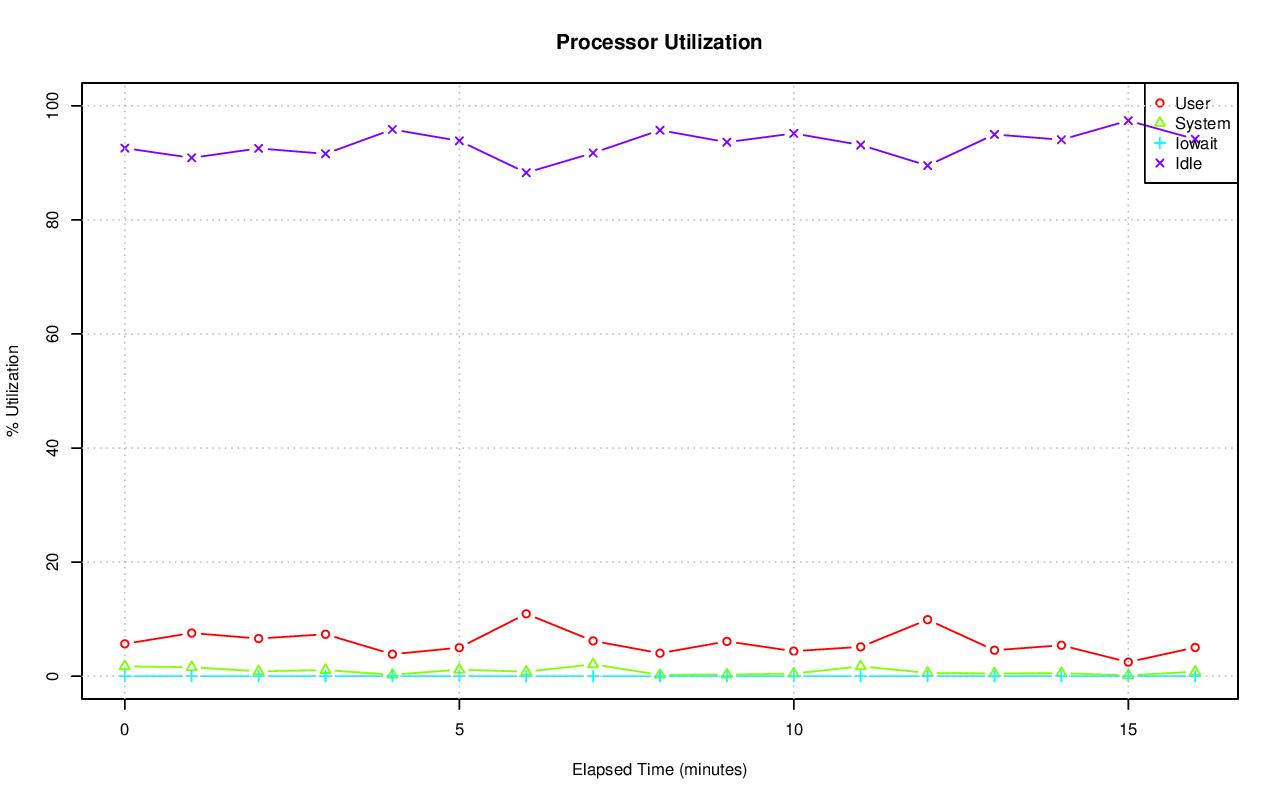 Processor Utilization
User
System
Iowait
Idle
100
80
60
40
20
0
% Utilization
0 5 10 15
Elapsed Time (minutes)